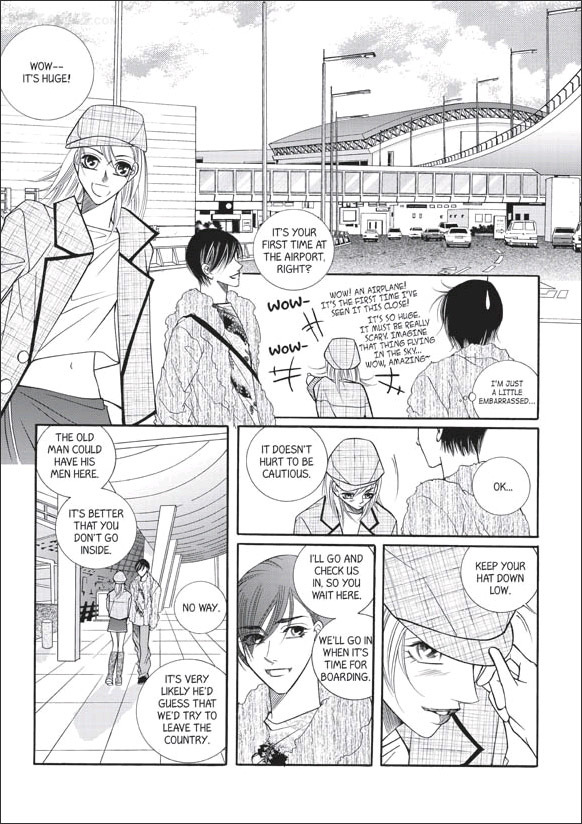 WOW--
IT'S HUGE!
IT'S YOUR
FIRST TIME AT
THE AIRPORT,
RIGHT?
WOW-
WOW-
WOW! AN AIRPLANE!
IT'S THE FIRST TIME I'VE
SEEN IT THIS CLOSE!
IT'S SO HUGE.
IT MUST BE REALLY
SCARY. IMAGINE
THAT THING FLYING
IN THE SKY...
WOW, AMAZING~
I'M JUST
A LITTLE
EMBARRASSED...
THE OLD
MAN COULD
HAVE HIS
MEN HERE.
IT'S BETTER
THAT YOU
DON'T GO
INSIDE.
NO WAY.
IT'S VERY
LIKELY HE'D
GUESS THAT
WE'D TRY TO
LEAVE THE
COUNTRY.
IT DOESN'T
HURT TO BE
CAUTIOUS.
OK...
I'LL GO AND
CHECK US
IN, SO YOU
WAIT HERE.
WE'LL GO IN
WHEN IT'S
TIME FOR
BOARDING.
KEEP YOUR
HAT DOWN
LOW.